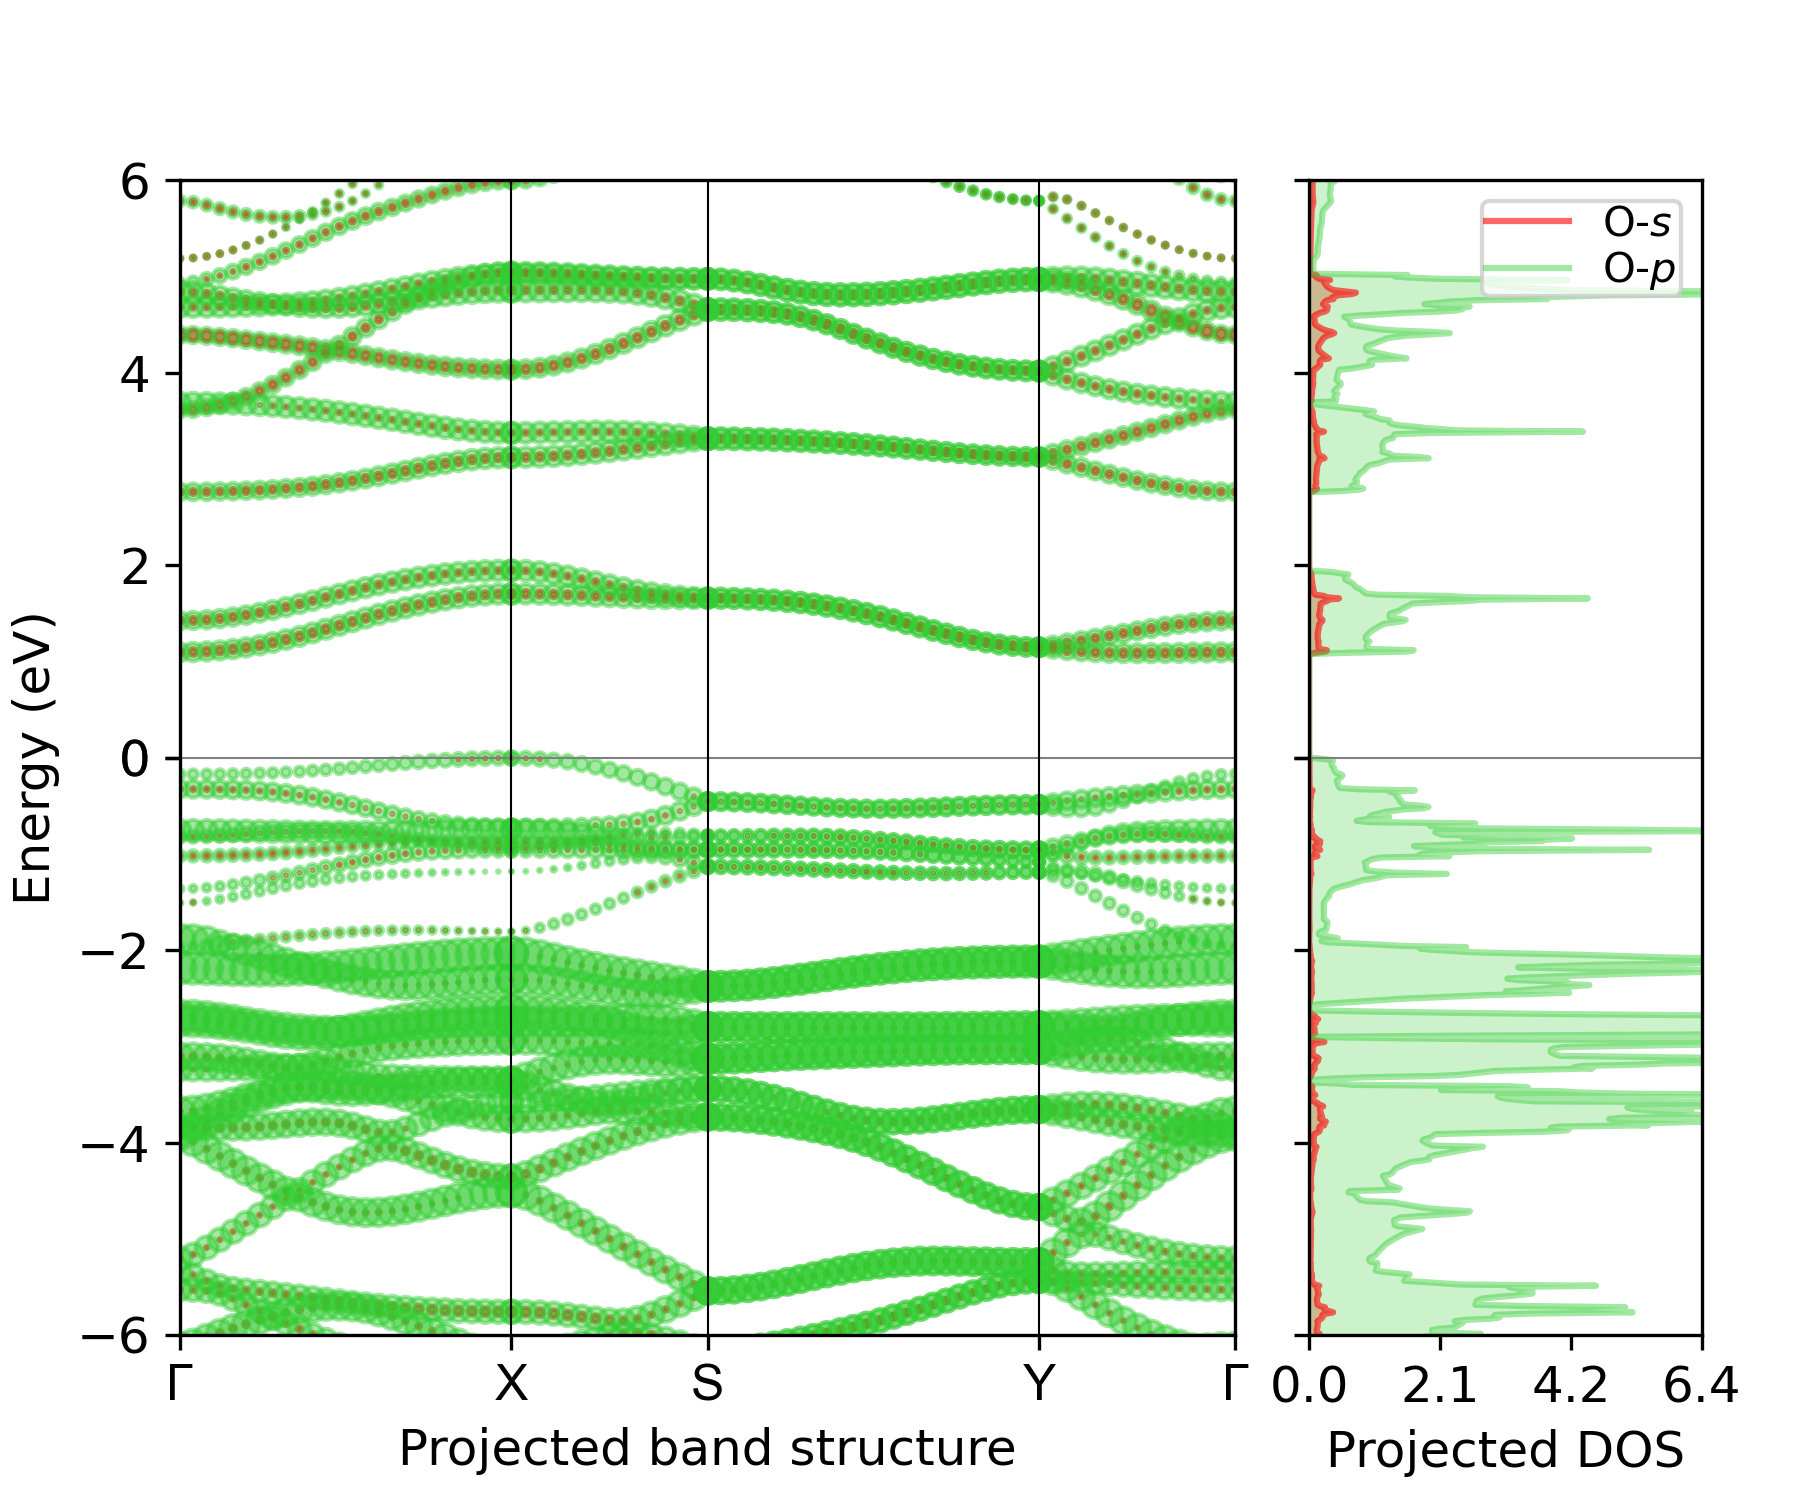 6
4
2
0
−2
−4
−6
Energy (eV)
Γ X S Y Γ
Projected band structure
O-s
O-p
0.0 2.1 4.2 6.4
Projected DOS